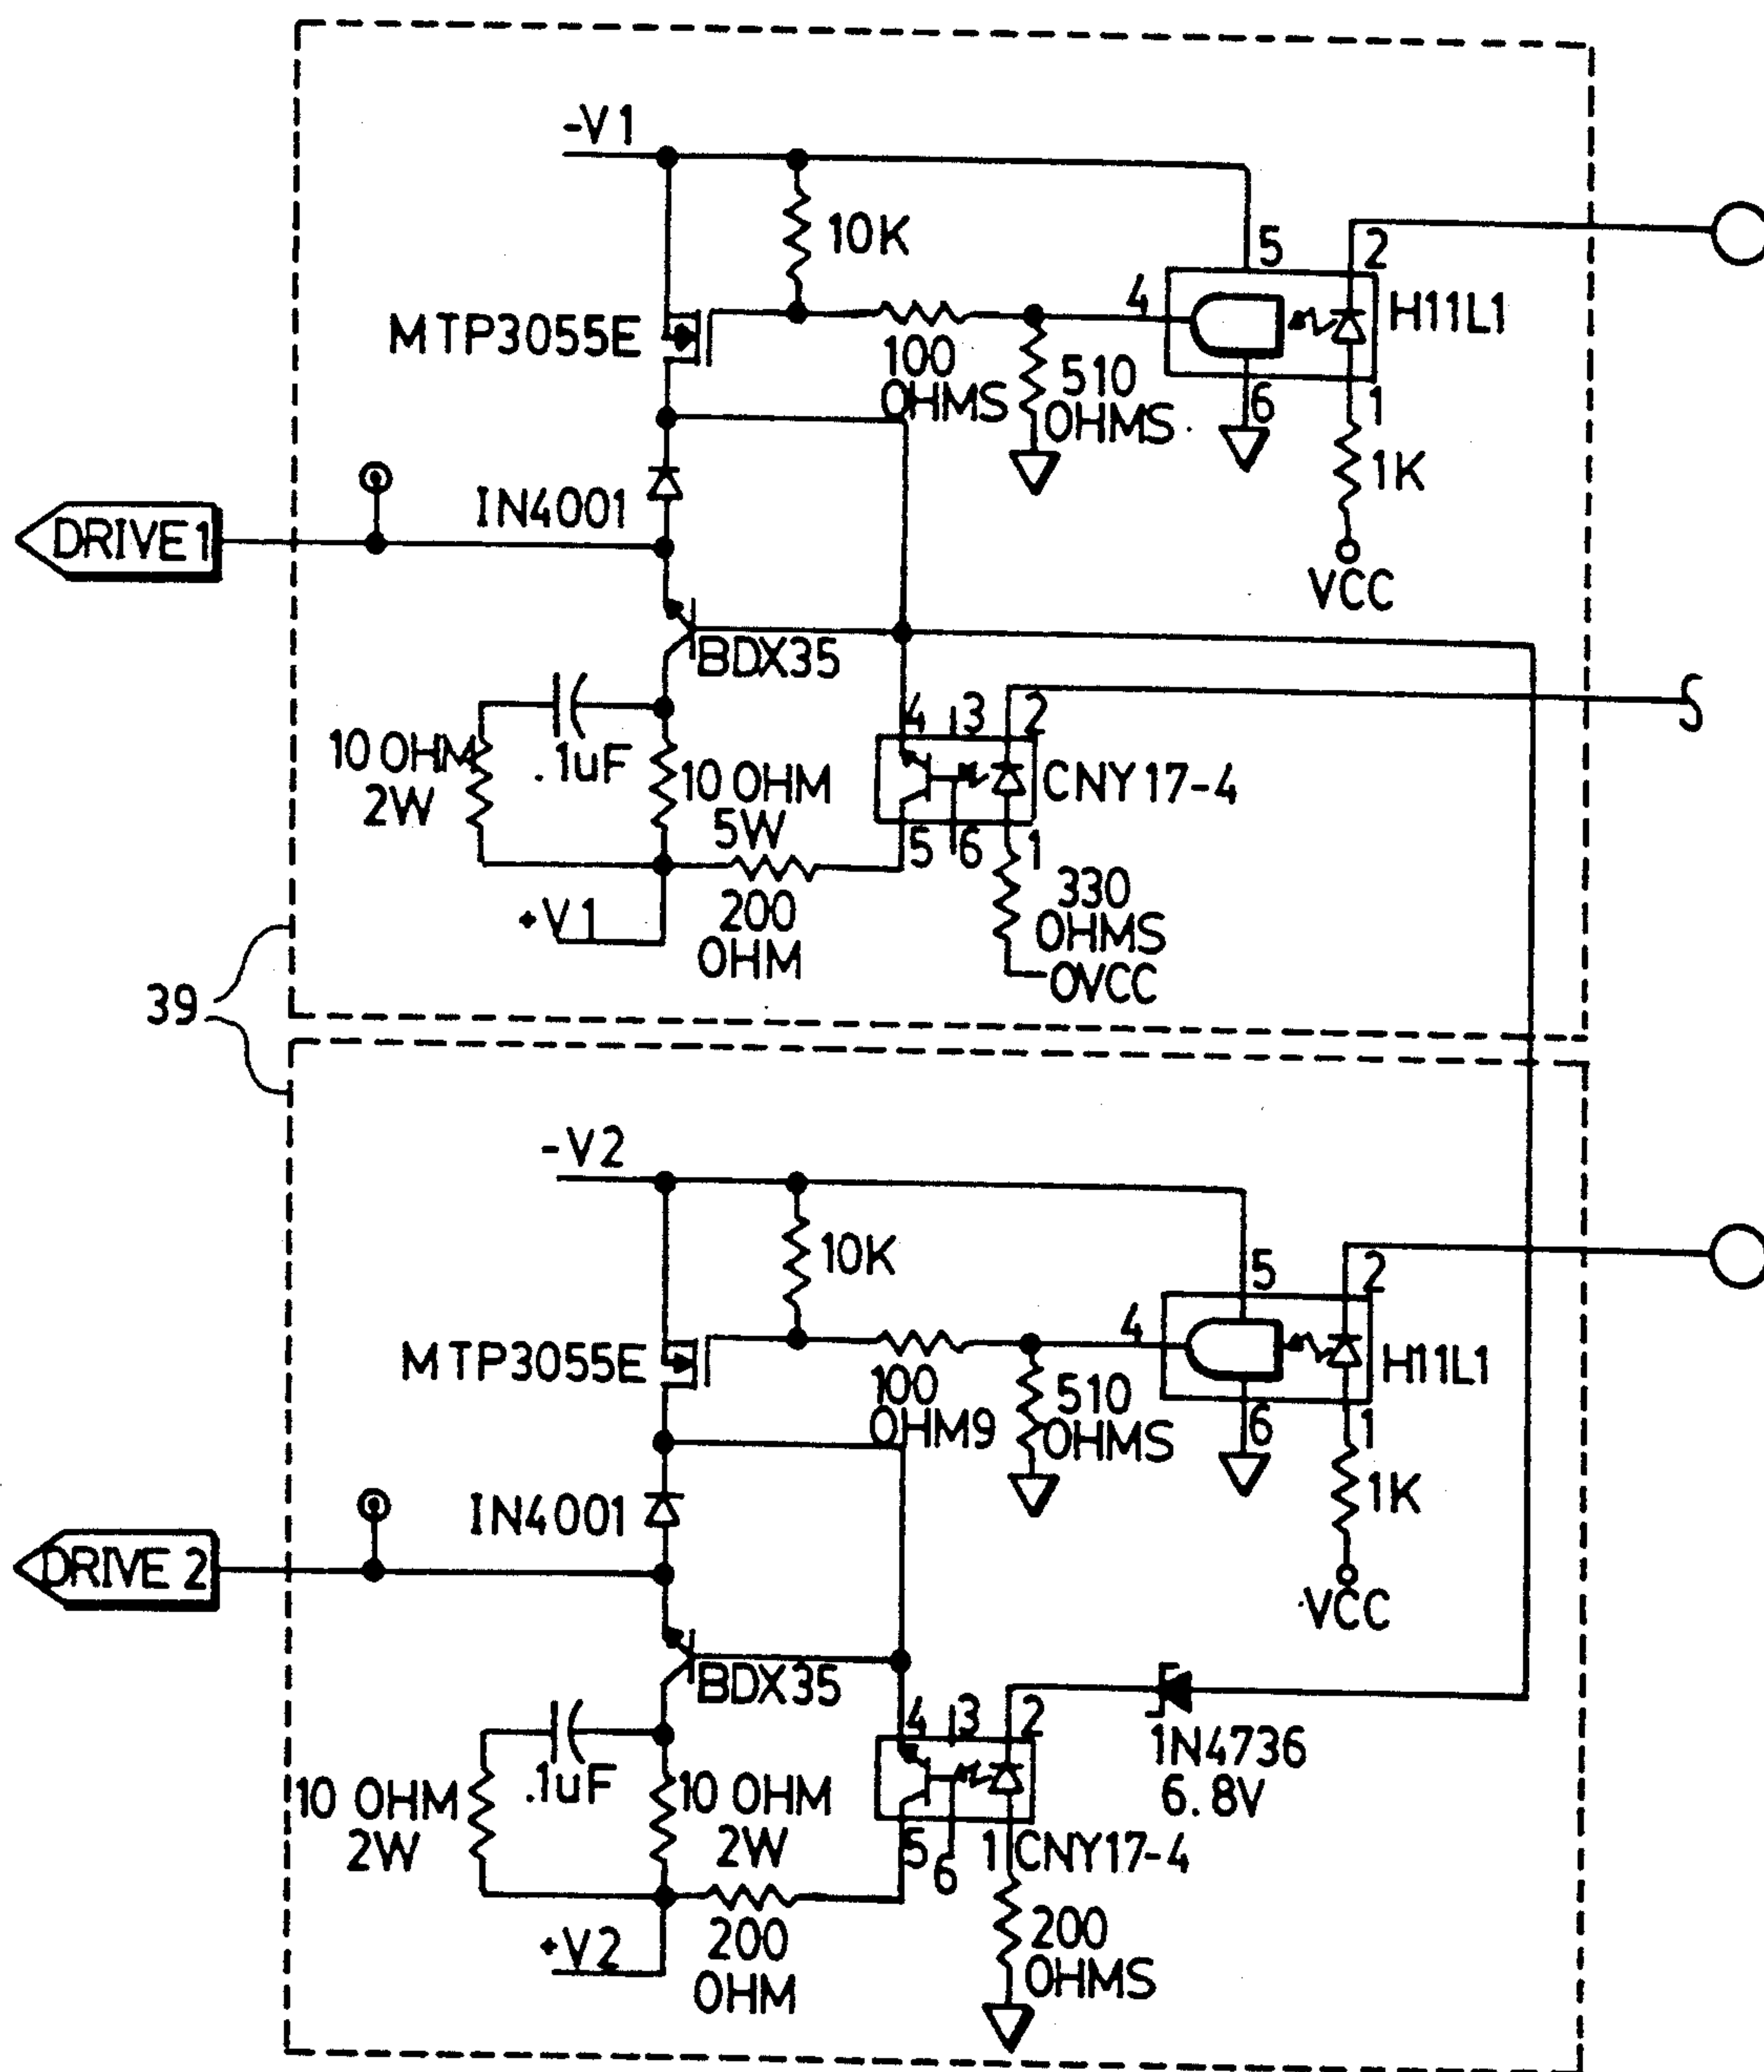 -V1
10K
5
2
4
H11L1
MTP3055E
100
OHMS
510
OHMS
6
1
1K
VCC
IN4001
DRIVE1
BDX35
4
3
2
10 OHM
2W
.1uF
10 OHM
5W
CNY17-4
5
6
1
+V1
200
OHM
330
OHMS
OVCC
39
-V2
10K
5
2
4
H11L1
MTP3055E
100
OHM9
510
OHMS
6
1
1K
VCC
IN4001
DRIVE 2
BDX35
4
3
2
1N4736
6.8V
10 OHM
2W
.1uF
10 OHM
2W
5
6
1
CNY17-4
+V2
200
OHM
200
OHMS